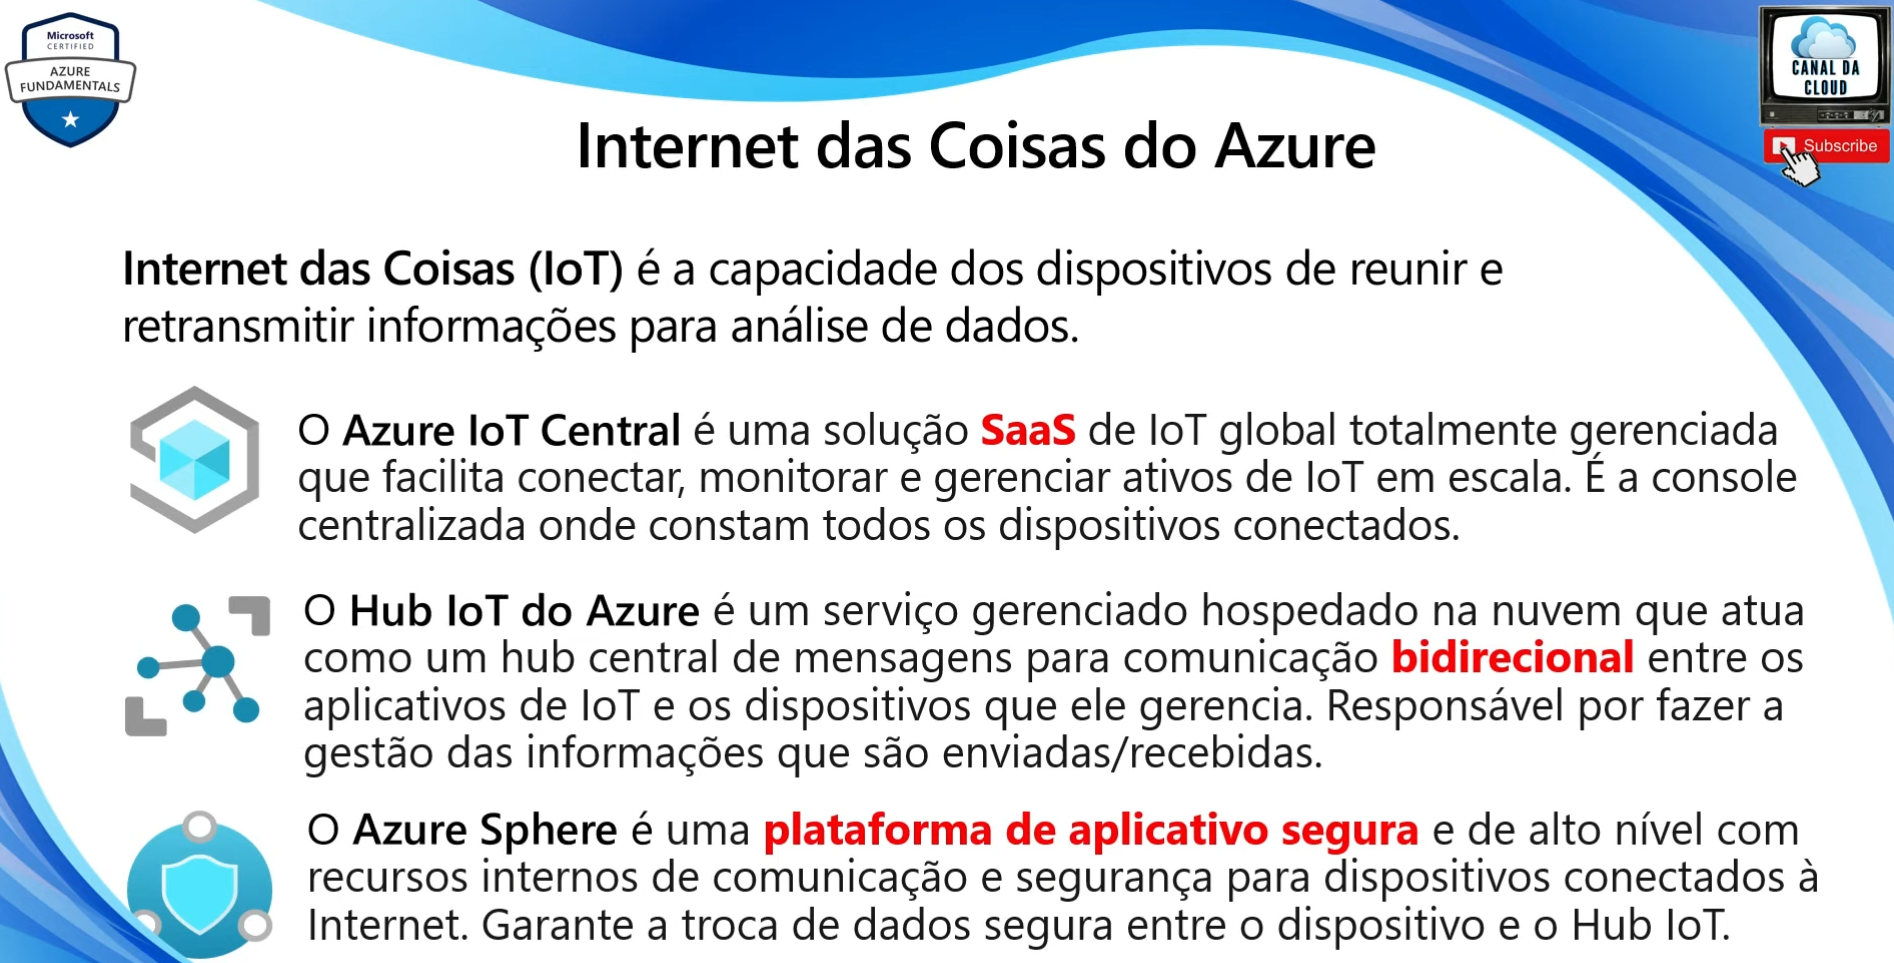 Microsoft
CERTIFIED
AZURE
FUNDAMENTALS
CANAL DA
CLOUD
Subscribe
Internet das Coisas do Azure
Internet das Coisas (IoT) é a capacidade dos dispositivos de reunir e
retransmitir informações para análise de dados.
O Azure IoT Central é uma solução SaaS de IoT global totalmente gerenciada
que facilita conectar, monitorar e gerenciar ativos de IoT em escala. É a console
centralizada onde constam todos os dispositivos conectados.
O Hub IoT do Azure é um serviço gerenciado hospedado na nuvem que atua
como um hub central de mensagens para comunicação bidirecional entre os
aplicativos de IoT e os dispositivos que ele gerencia. Responsável por fazer a
gestão das informações que são enviadas/recebidas.
O Azure Sphere é uma plataforma de aplicativo segura e de alto nível com
recursos internos de comunicação e segurança para dispositivos conectados à
Internet. Garante a troca de dados segura entre o dispositivo e o Hub IoT.